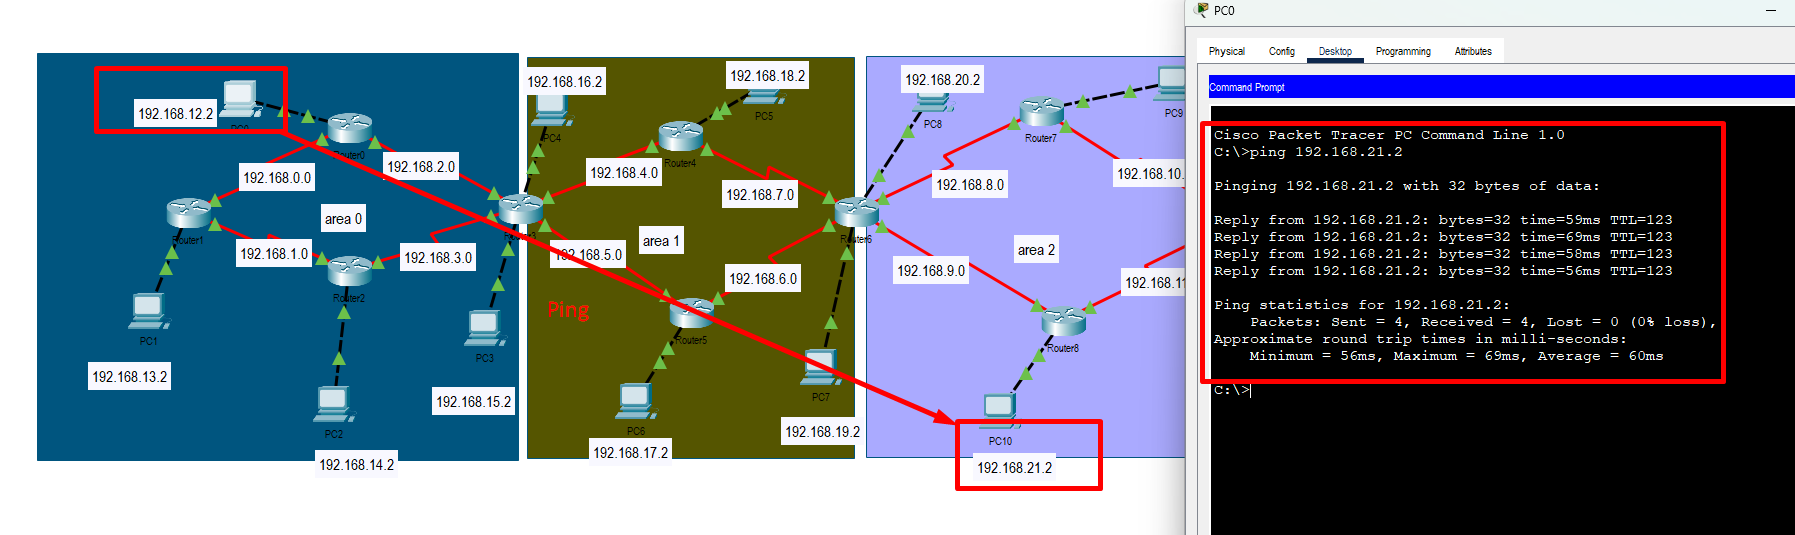 PC0
Physical
Config
Desktop
Programming
Attributes
Command Prompt
Cisco Packet Tracer PC Command Line 1.0
C:\>ping 192.168.21.2
Pinging 192.168.21.2 with 32 bytes of data:
Reply from 192.168.21.2: bytes=32 time=59ms TTL=123
Reply from 192.168.21.2: bytes=32 time=69ms TTL=123
Reply from 192.168.21.2: bytes=32 time=58ms TTL=123
Reply from 192.168.21.2: bytes=32 time=56ms TTL=123
Ping statistics for 192.168.21.2:
Packets: Sent = 4, Received = 4, Lost = 0 (0% loss),
Approximate round trip times in milli-seconds:
Minimum = 56ms, Maximum = 69ms, Average = 60ms
C:\>
192.168.12.2
PC0
Router0
192.168.0.0
192.168.2.0
Router1
area 0
Router3
192.168.1.0
192.168.3.0
Router2
PC1
192.168.13.2
PC3
192.168.15.2
PC2
192.168.14.2
192.168.16.2
PC4
192.168.18.2
PC5
Router4
192.168.4.0
192.168.7.0
area 1
Router6
192.168.5.0
192.168.6.0
Ping
Router5
PC7
192.168.19.2
PC6
192.168.17.2
192.168.20.2
PC8
Router7
PC9
192.168.8.0
192.168.10.
area 2
192.168.9.0
192.168.11
Router8
PC10
192.168.21.2